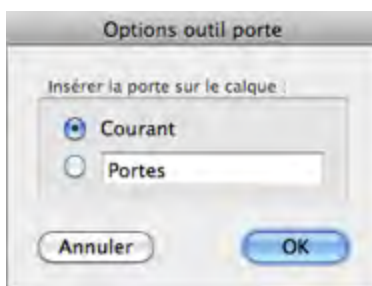 Options outil porte
Insérer la porte sur le calque :
Courant
Portes
Annuler
OK